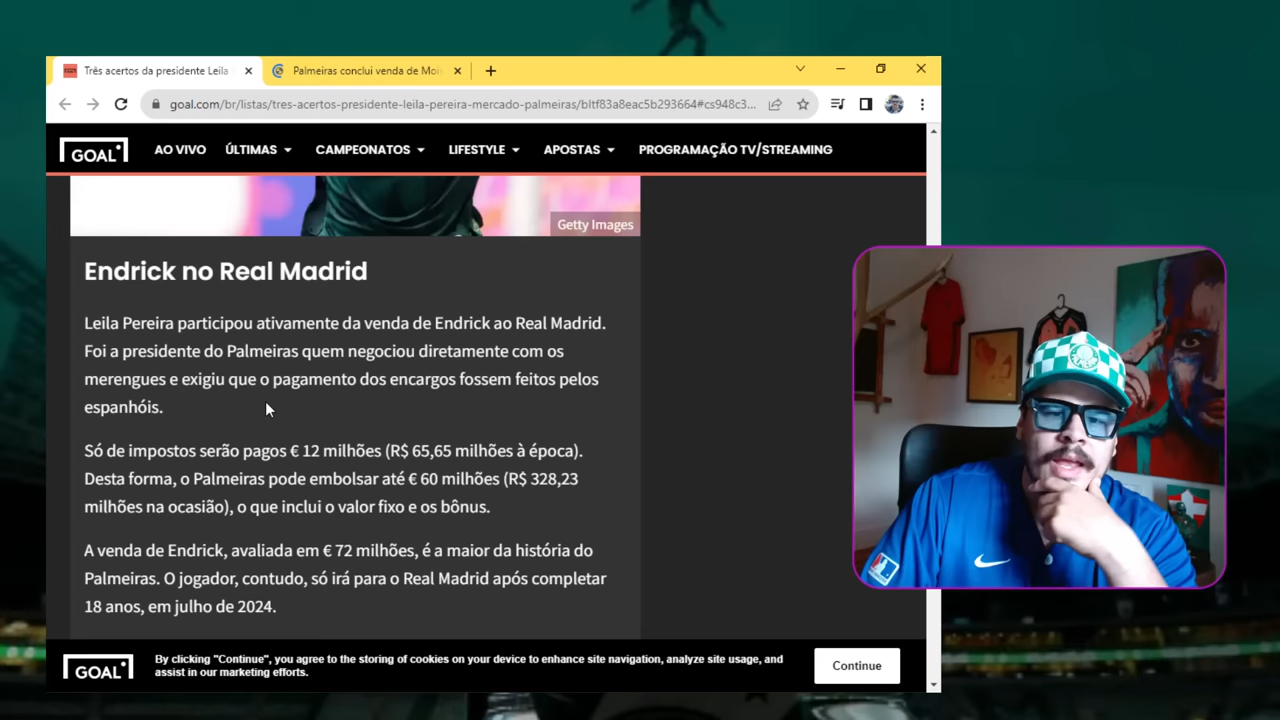 Três acertos da presidente Leila
Palmeiras conclui venda de Moi
goal.com/br/listas/tres-acertos-presidente-leila-pereira-mercado-palmeiras/bltf83a8eac5b293664#cs948c3...
GOAL
AO VIVO ÚLTIMAS CAMPEONATOS LIFESTYLE APOSTAS PROGRAMAÇÃO TV/STREAMING
Getty Images
Endrick no Real Madrid
Leila Pereira participou ativamente da venda de Endrick ao Real Madrid.
Foi a presidente do Palmeiras quem negociou diretamente com os
merengues e exigiu que o pagamento dos encargos fossem feitos pelos
espanhóis.
Só de impostos serão pagos € 12 milhões (R$ 65,65 milhões à época).
Desta forma, o Palmeiras pode embolsar até € 60 milhões (R$ 328,23
milhões na ocasião), o que inclui o valor fixo e os bônus.
A venda de Endrick, avaliada em € 72 milhões, é a maior da história do
Palmeiras. O jogador, contudo, só irá para o Real Madrid após completar
18 anos, em julho de 2024.
GOAL
By clicking "Continue", you agree to the storing of cookies on your device to enhance site navigation, analyze site usage, and
assist in our marketing efforts.
Continue